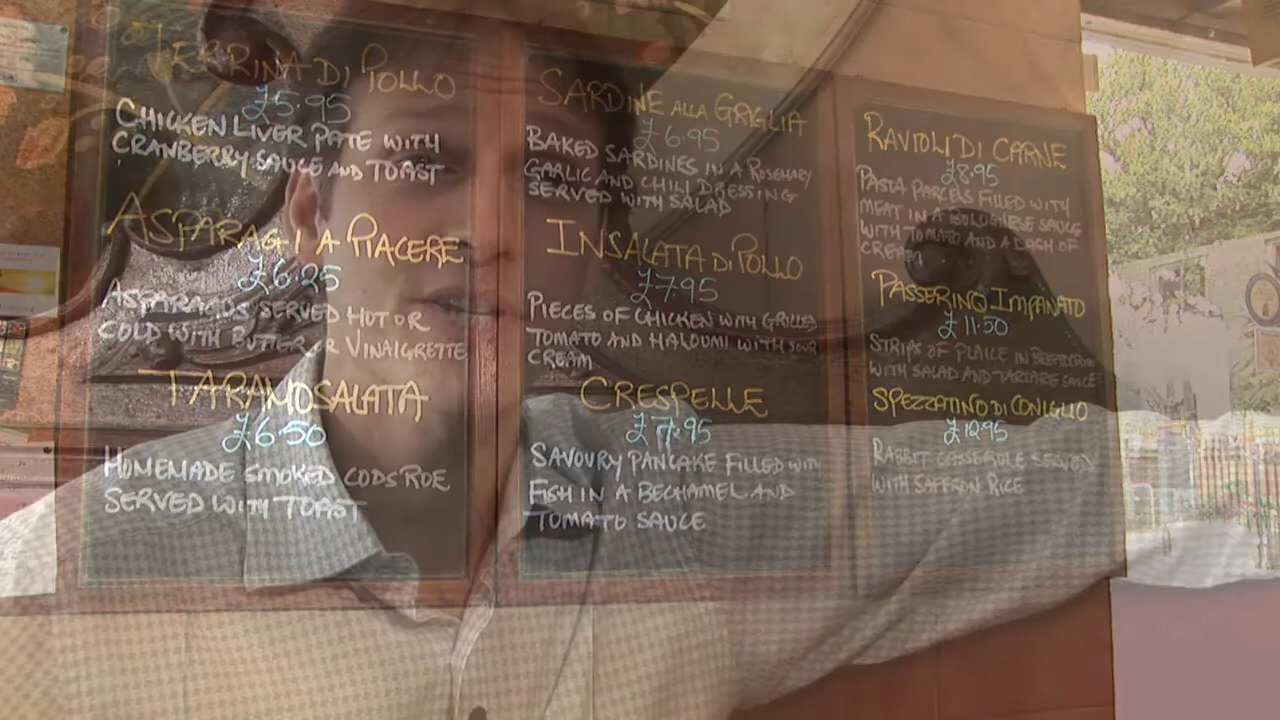 TERRINA DI POLLO
£5.95
CHICKEN LIVER PATE WITH
CRANBERRY SAUCE AND TOAST
ASPARAGI A PIACERE
£6.25
ASPARAGUS SERVED HOT OR
COLD WITH BUTTER OR VINAIGRETTE
TARAMOSALATA
£6.50
HOMEMADE SMOKED CODS ROE
SERVED WITH TOAST
SARDINE ALLA GRIGLIA
£6.95
BAKED SARDINES IN A ROSEMARY
GARLIC AND CHILI DRESSING
SERVED WITH SALAD
INSALATA DI POLLO
£7.95
PIECES OF CHICKEN WITH GRILLED
TOMATO AND HALOUMI WITH SOUR
CREAM
CRESPELLE
£7.95
SAVOURY PANCAKE FILLED WITH
FISH IN A BECHAMEL AND
TOMATO SAUCE
RAVIOLI DI CARNE
£8.95
PASTA PARCELS FILLED WITH
MEAT IN A BOLOGNESE SAUCE
WITH TOMATO AND A DASH OF
CREAM
PASSERINO IMPANATO
£11.50
STRIPS OF PLAICE IN BREADCRUMB
WITH SALAD AND TARTARE SAUCE
SPEZZATINO DI CONIGLIO
£12.95
RABBIT CASSEROLE SERVED
WITH SAFFRON RICE